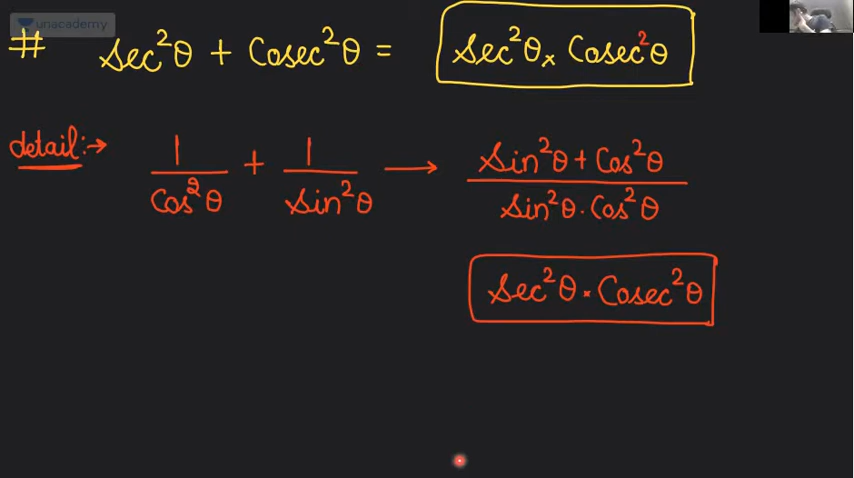 unacademy
# sec²θ + Cosec²θ = sec²θ × Cosec²θ
detail:→ 1/Cos²θ + 1/sin²θ → (sin²θ + Cos²θ)/(sin²θ · Cos²θ)
sec²θ · Cosec²θ